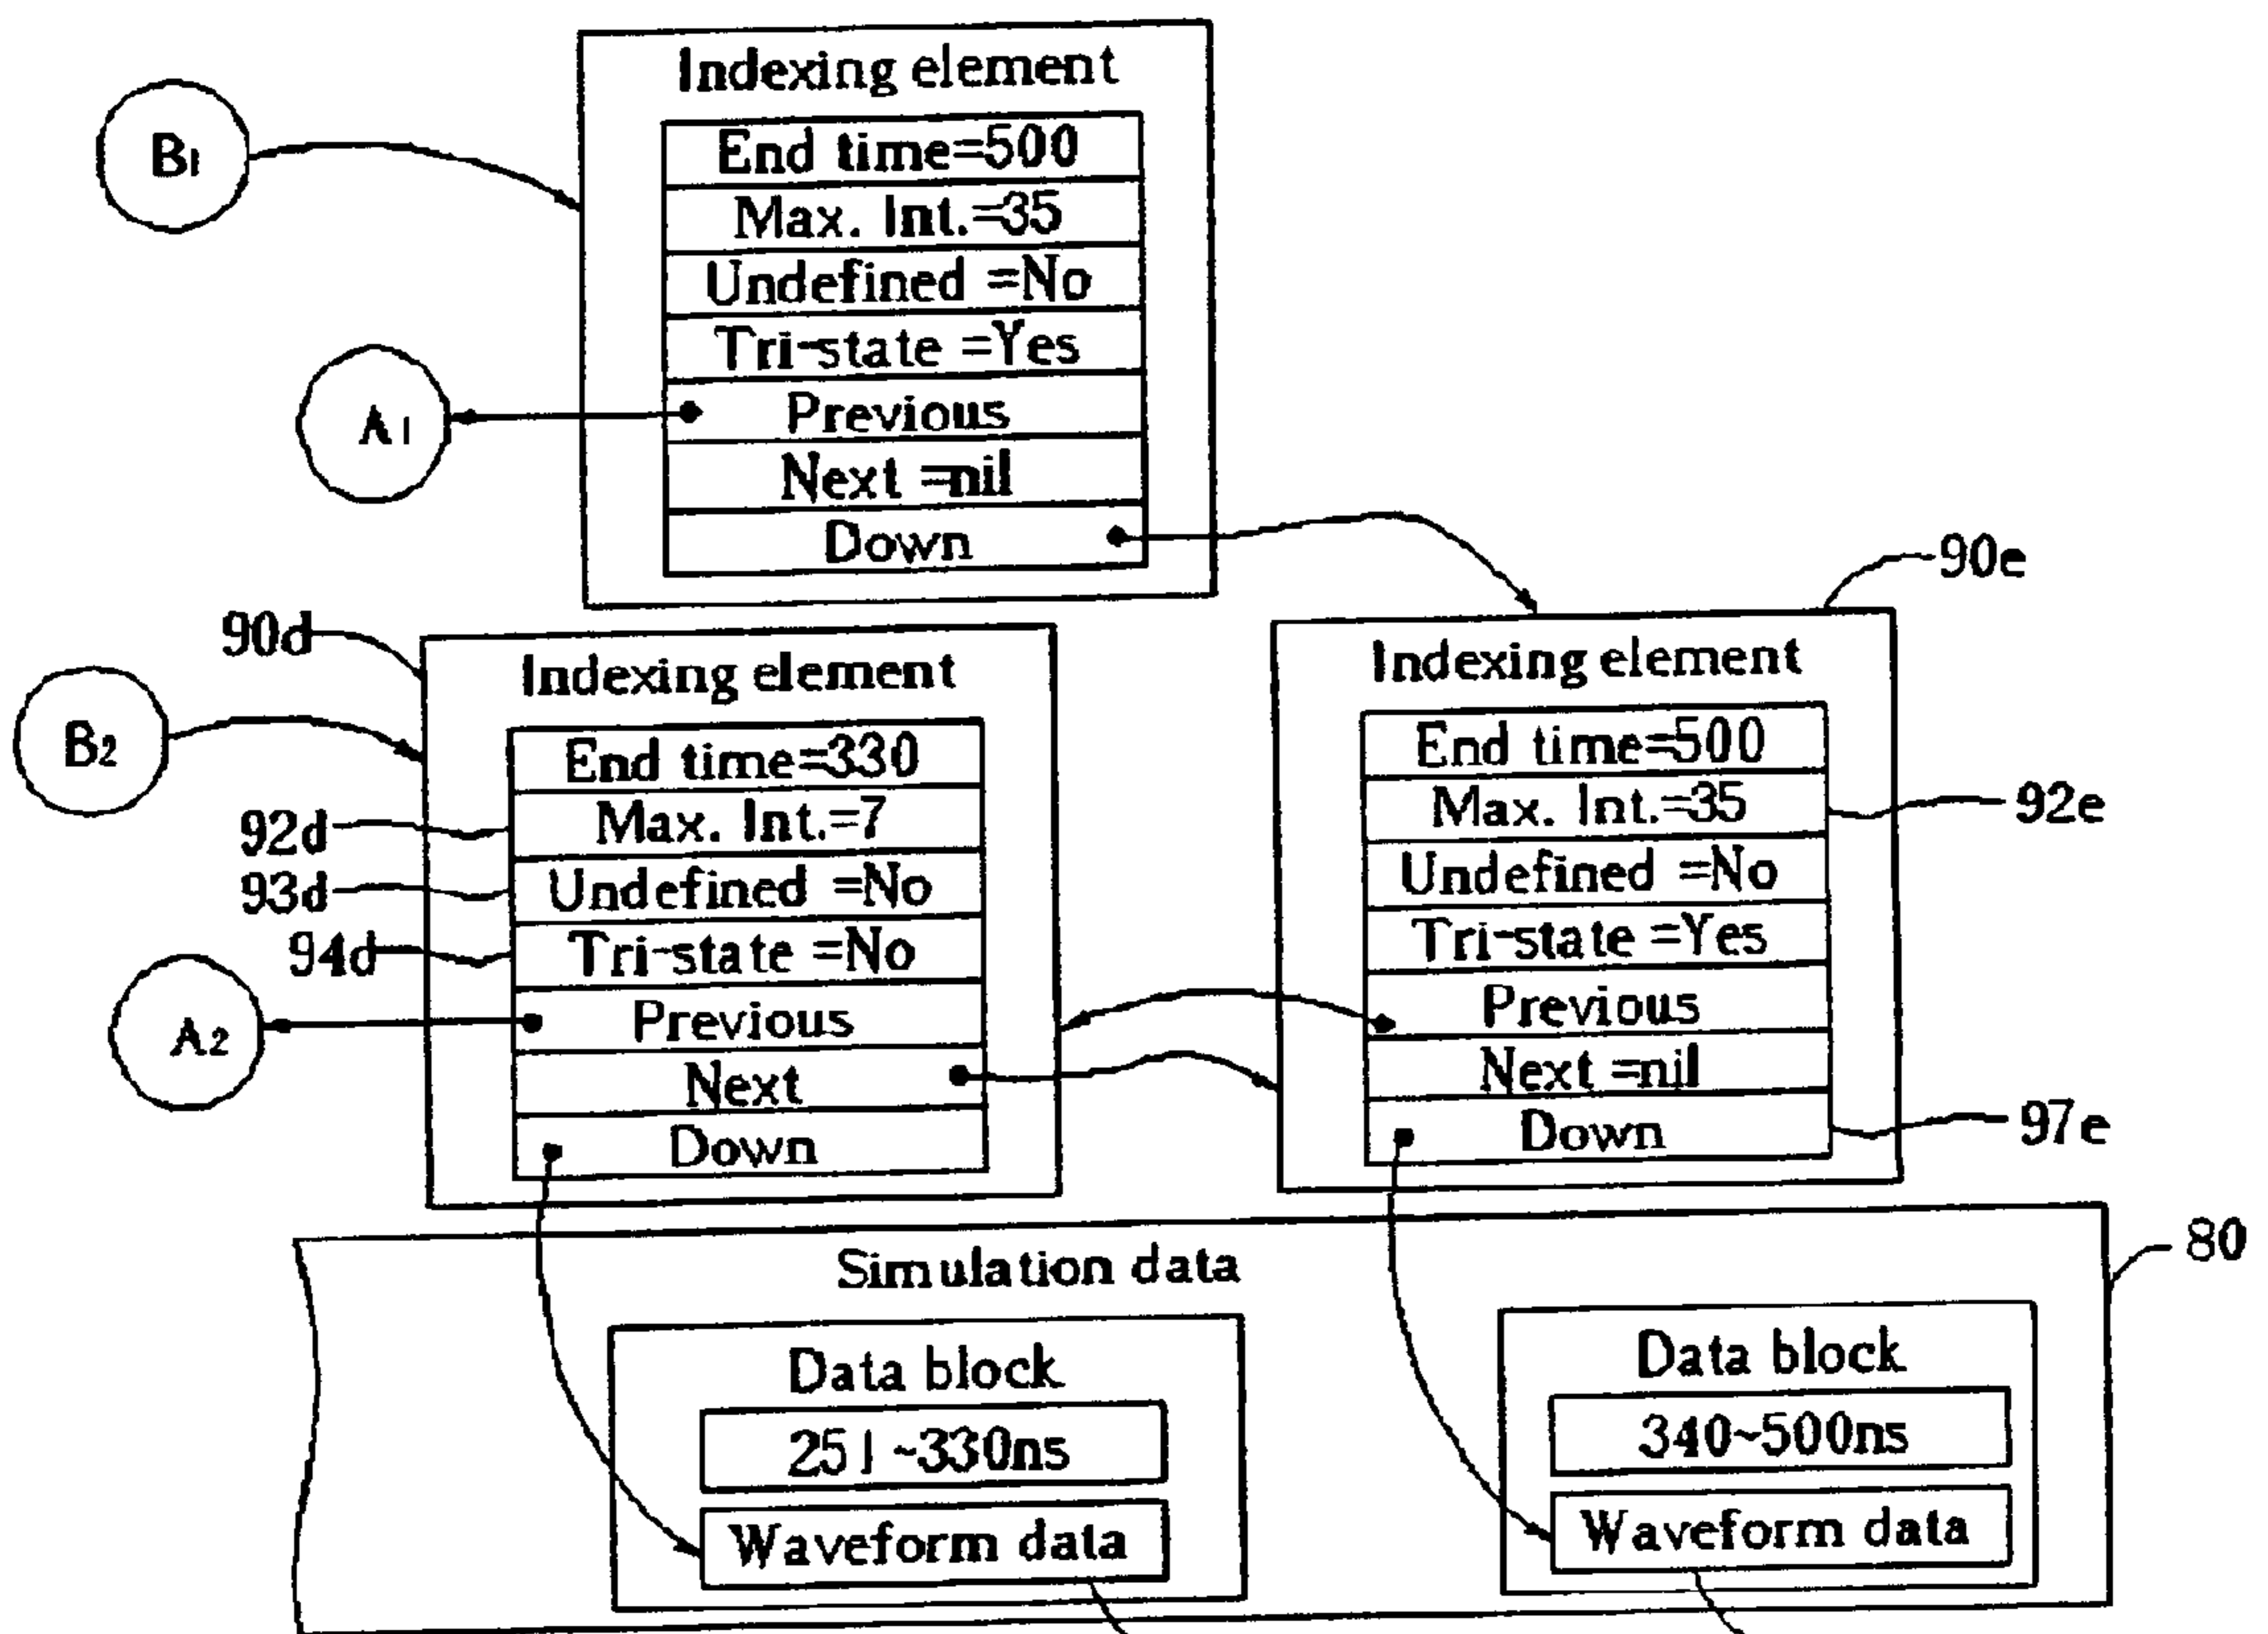 Indexing element
B1
End time=500
Max. Int.=35
Undefined =No
Tri-state =Yes
A1
Previous
Next =nil
Down
90e
90d
Indexing element
B2
End time=330
92d
Max. Int.=7
93d
Undefined =No
94d
Tri-state =No
A2
Previous
Next
Down
Indexing element
End time=500
Max. Int.=35
92e
Undefined =No
Tri-state =Yes
Previous
Next =nil
Down
97e
Simulation data
80
Data block
251~330ns
Waveform data
Data block
340~500ns
Waveform data